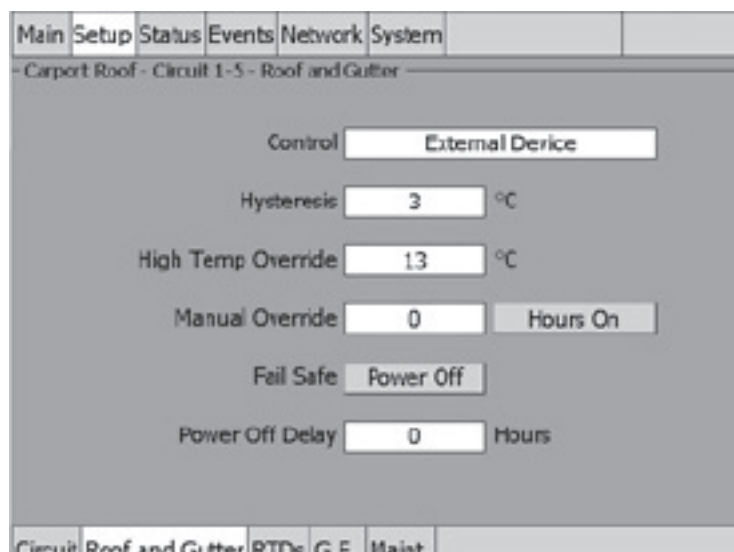 Main Setup Status Events Network System
Carport Roof - Circuit 1-5 - Roof and Gutter
Control External Device
Hysteresis 3 °C
High Temp Override 13 °C
Manual Override 0 Hours On
Fail Safe Power Off
Power Off Delay 0 Hours
Circuit Roof and Gutter RTDs G.F. Maint.